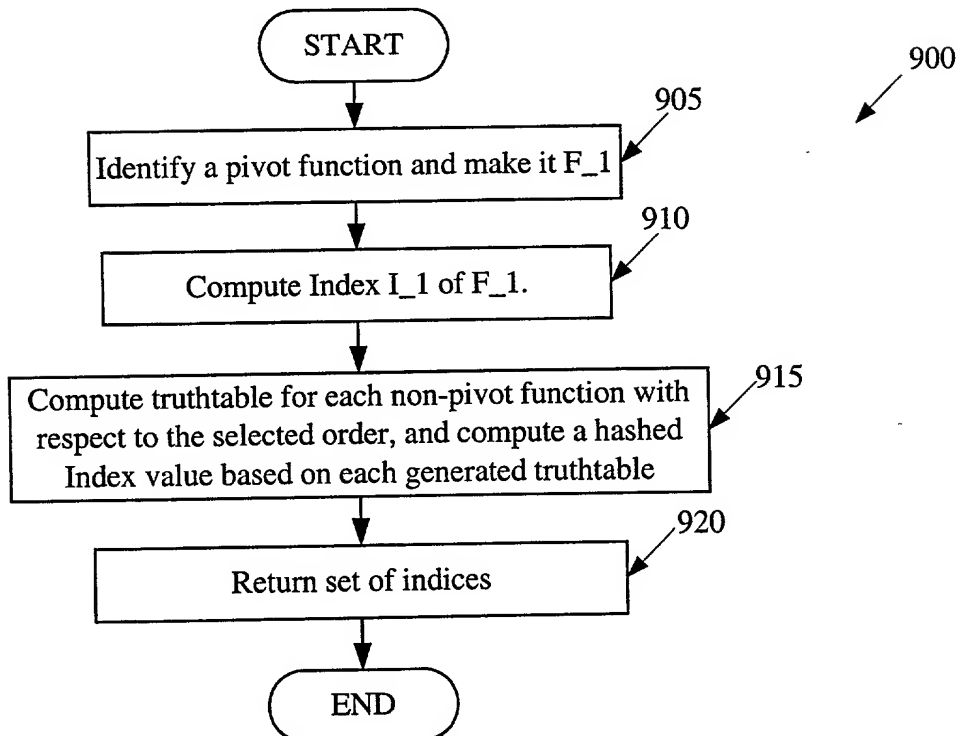 START
900
905
Identify a pivot function and make it F_1
910
Compute Index I_1 of F_1.
915
Compute truthtable for each non-pivot function with
respect to the selected order, and compute a hashed
Index value based on each generated truthtable
920
Return set of indices
END